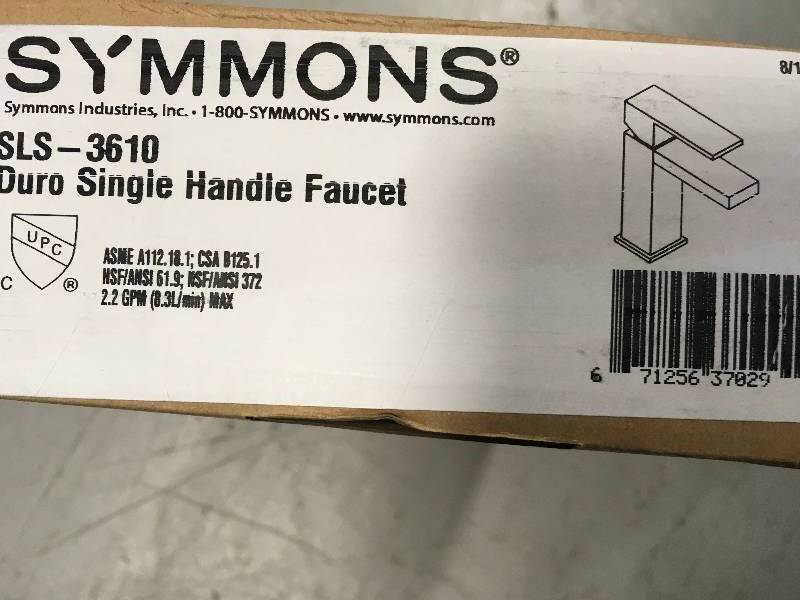 SYMMONS®
8/1
Symmons Industries, Inc. • 1-800-SYMMONS • www.symmons.com
SLS-3610
Duro Single Handle Faucet
UPC
C ®
ASME A112.18.1; CSA B125.1
NSF/ANSI 61.9; NSF/ANSI 372
2.2 GPM (8.3L/min) MAX
6 71256 37029